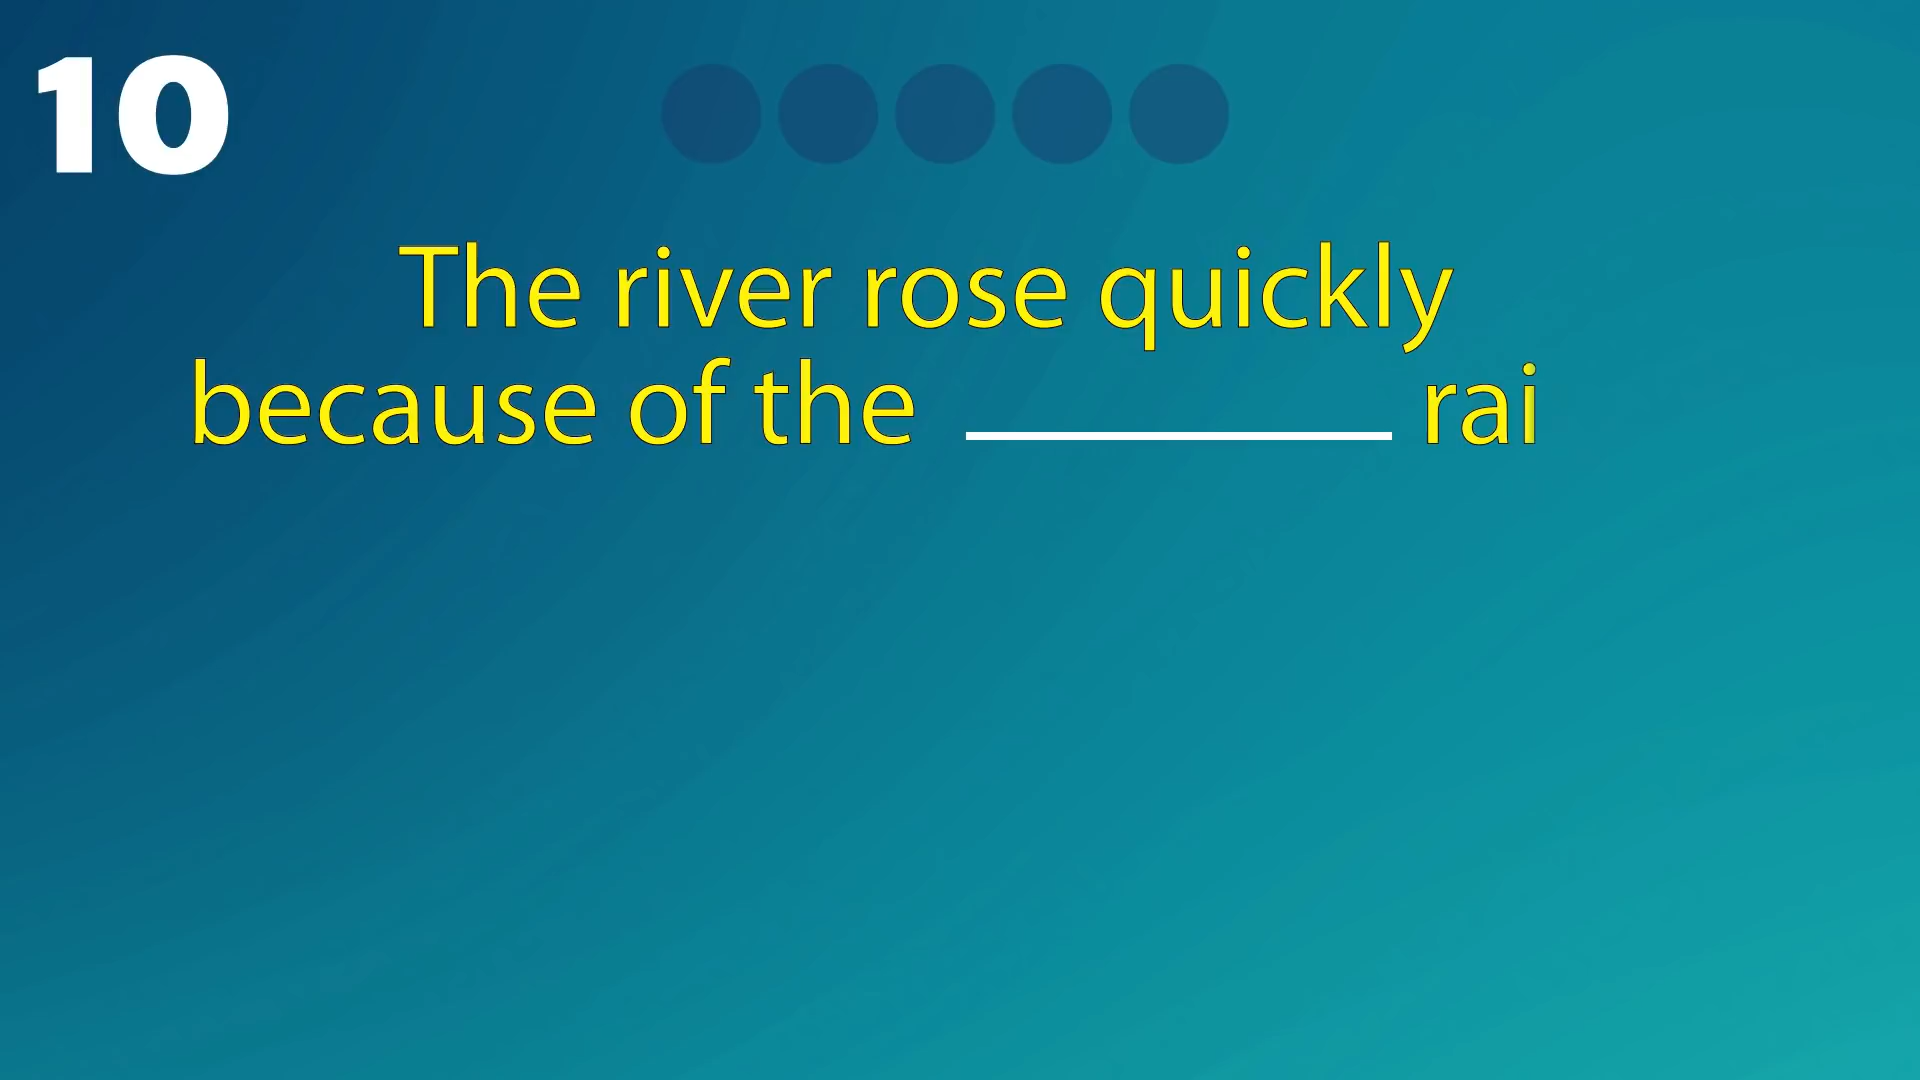 10
The river rose quickly
because of the ________ rai